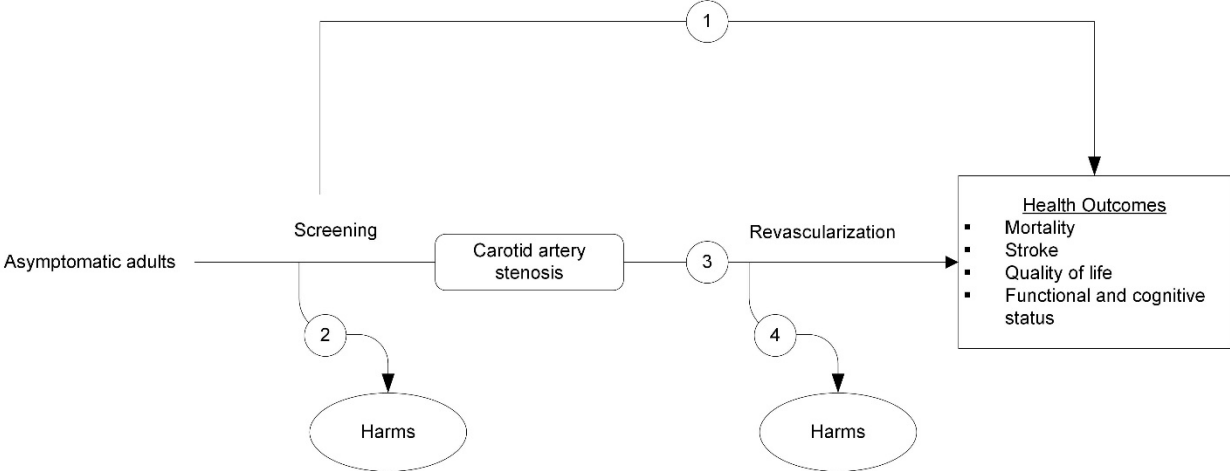 1
Screening
Asymptomatic adults
Carotid artery
stenosis
3
Revascularization
Health Outcomes
▪ Mortality
▪ Stroke
▪ Quality of life
▪ Functional and cognitive
status
2
4
Harms
Harms